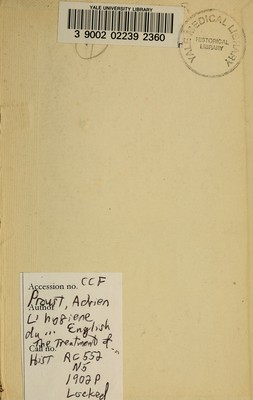 YALE UNIVERSITY LIBRARY
3 9002 02239 2360
YALE MEDICAL LIBRARY
HISTORICAL
LIBRARY
Accession no. CCF
Proust, Adrien
Author
L'hygiene
du ... English
The Treatment of "
Call no.
HIST RC552
N5
1902P
Locked